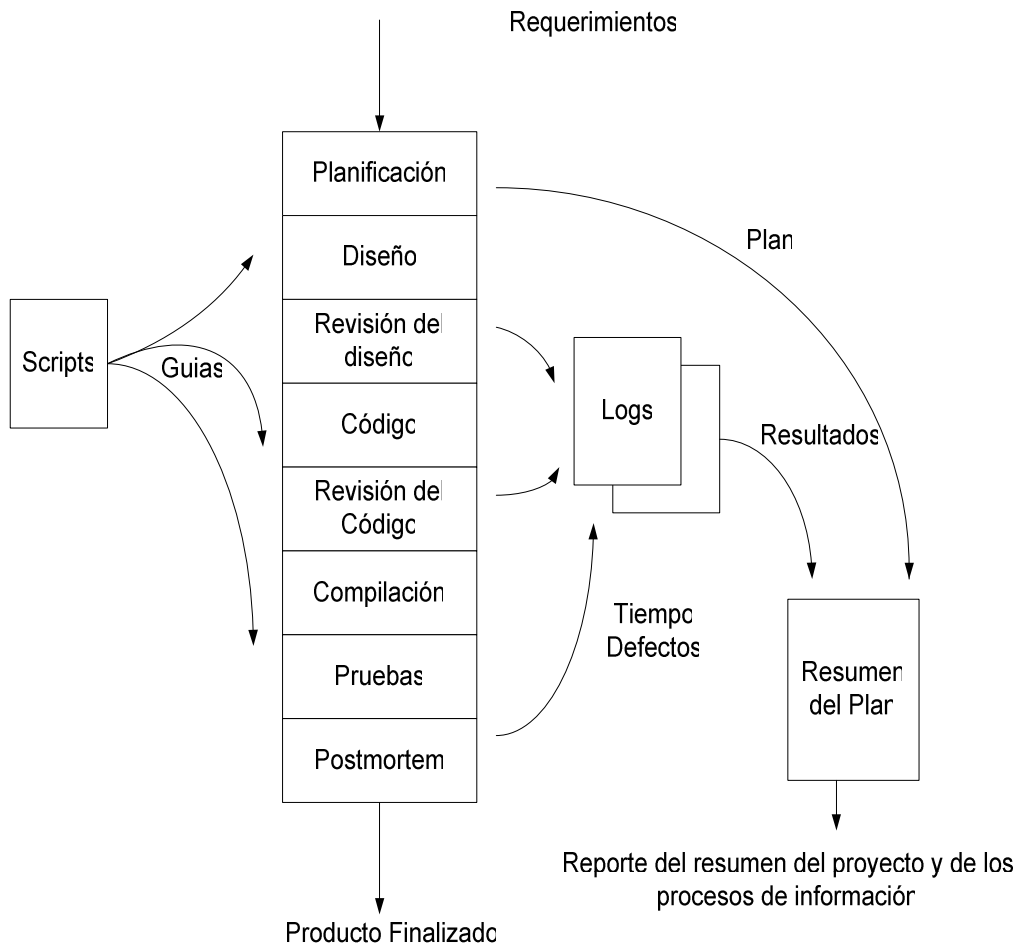 Requerimientos
Planificación
Diseño
Revisión del
diseño
Código
Revisión del
Código
Compilación
Pruebas
Postmortem
Scripts
Guias
Logs
Plan
Resultados
Tiempo
Defectos
Resumen
del Plan
Reporte del resumen del proyecto y de los
procesos de información
Producto Finalizado